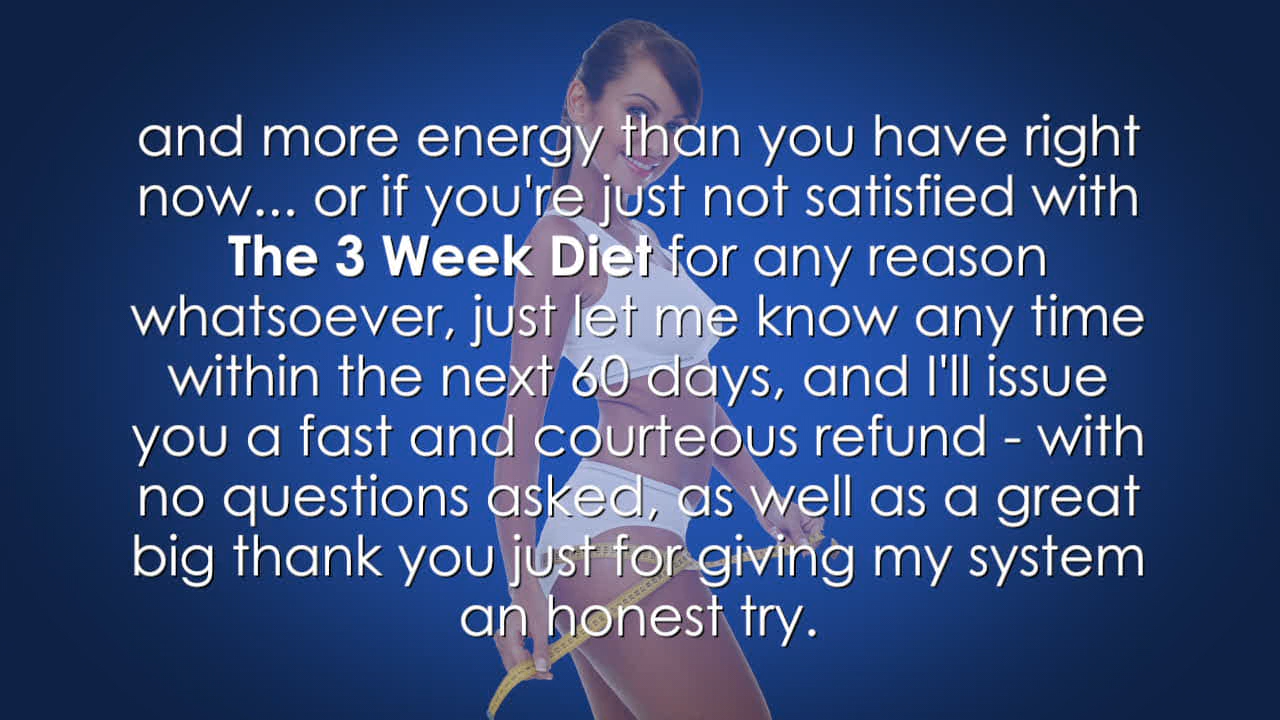 and more energy than you have right
now... or if you're just not satisfied with
The 3 Week Diet for any reason
whatsoever, just let me know any time
within the next 60 days, and I'll issue
you a fast and courteous refund - with
no questions asked, as well as a great
big thank you just for giving my system
an honest try.